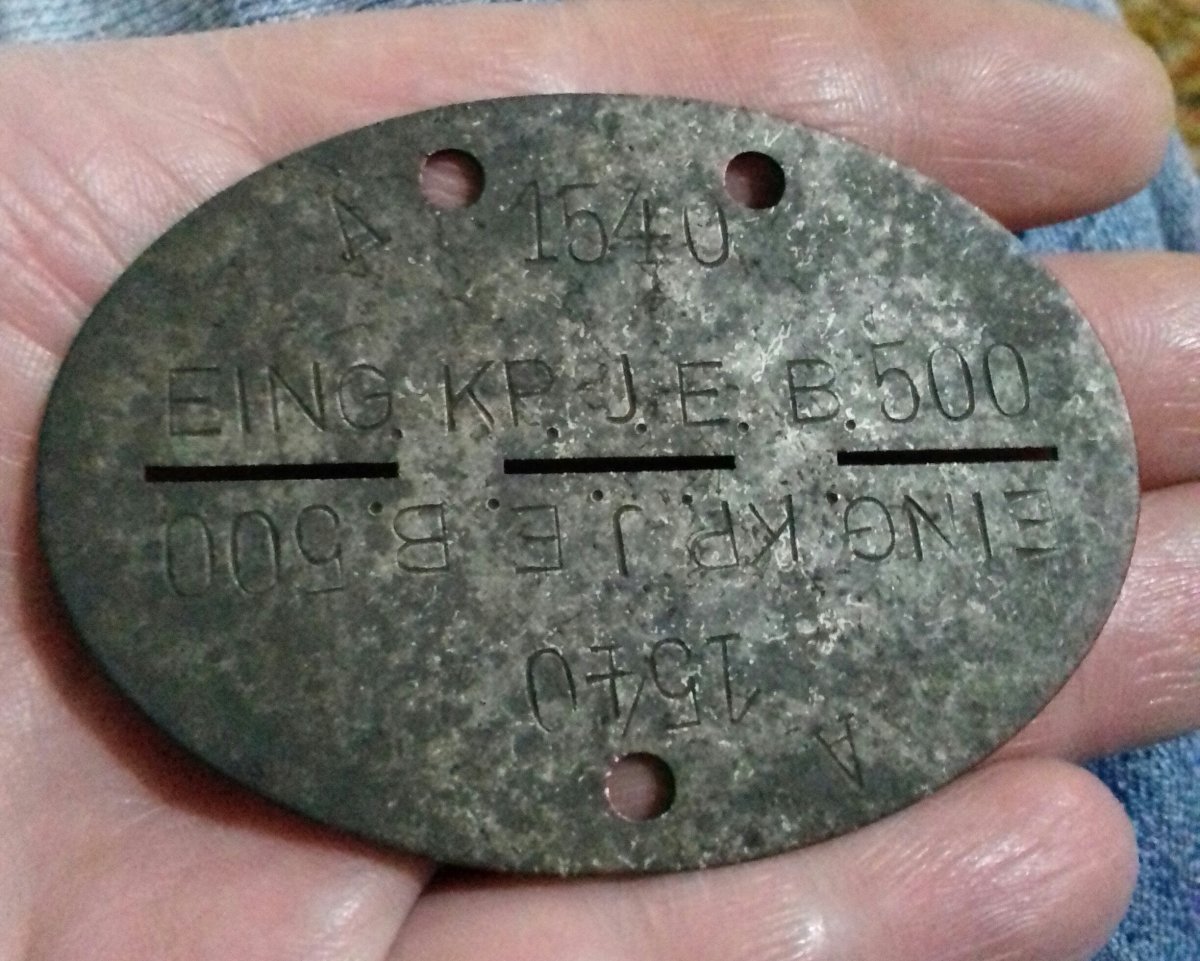 A 1540
EING. KP. J. E. B. 500
EING. KP. J. E. B. 500
1540
A